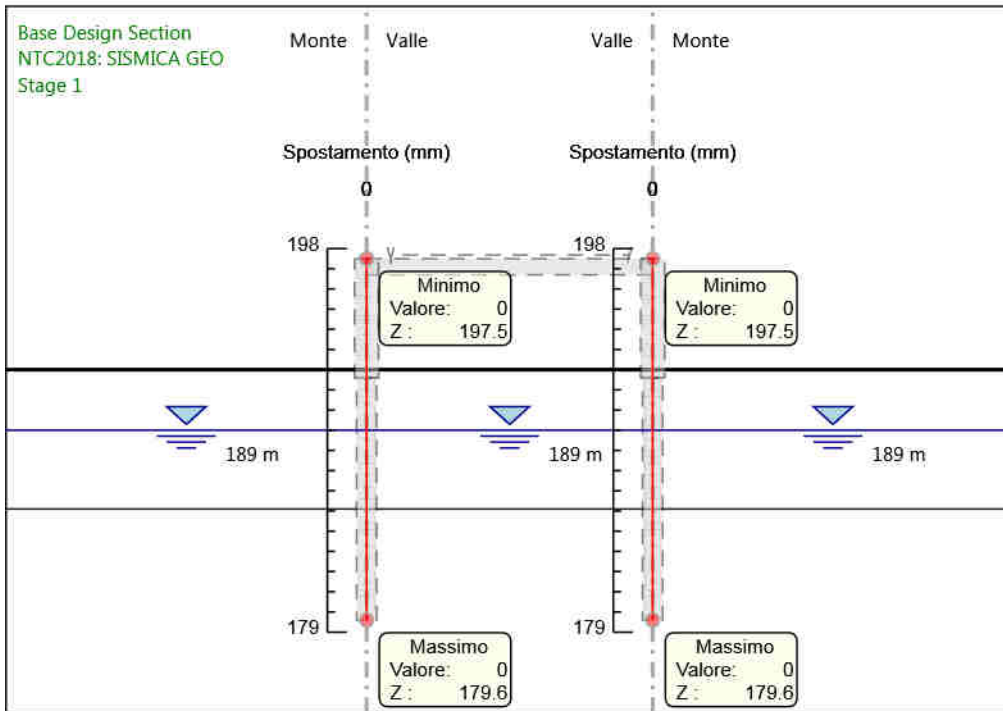 Base Design Section
NTC2018: SISMICA GEO
Stage 1
Monte Valle Valle Monte
Spostamento (mm) Spostamento (mm)
0 0
198 198
Minimo Minimo
Valore: 0 Valore: 0
Z : 197.5 Z : 197.5
189 m 189 m 189 m
179 179
Massimo Massimo
Valore: 0 Valore: 0
Z : 179.6 Z : 179.6